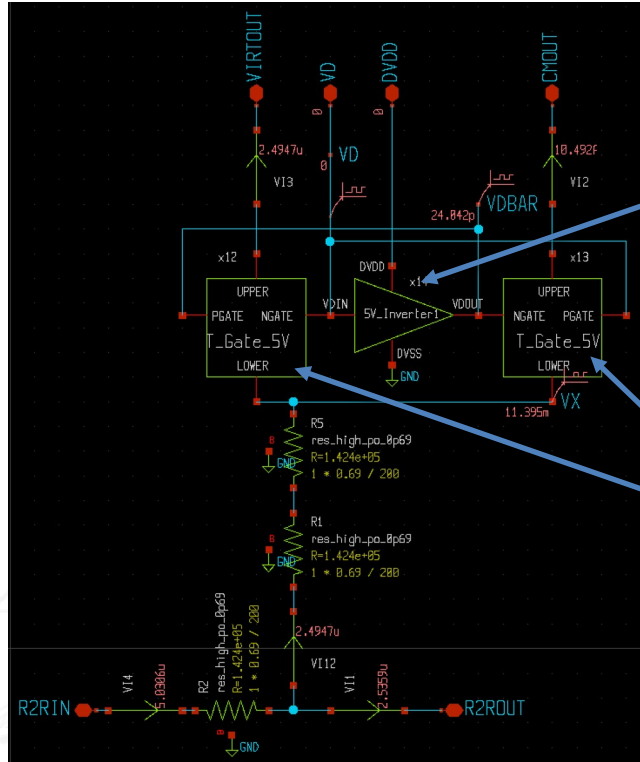 VIRTOUT
VD
DVDD
CMOUT
0
0
2.4947u
VI3
0
VD
10.492f
VI2
VDBAR
24.042p
x12
DVDD
x1
x13
UPPER
PGATE NGATE
T_Gate_5V
LOWER
VDIN
5V_Inverter1
VDOUT
DVSS
GND
UPPER
NGATE PGATE
T_Gate_5V
LOWER
VX
11.395m
R5
res_high_po_0p69
R=1.424e+05
1 * 0.69 / 200
B
GND
R1
res_high_po_0p69
R=1.424e+05
1 * 0.69 / 200
B
GND
2.4947u
VI12
R2RIN
VI4
5.0306u
R2
res_high_po_0p69
R=1.424e+05
1 * 0.69 / 200
B
GND
VI1
2.5359u
R2ROUT